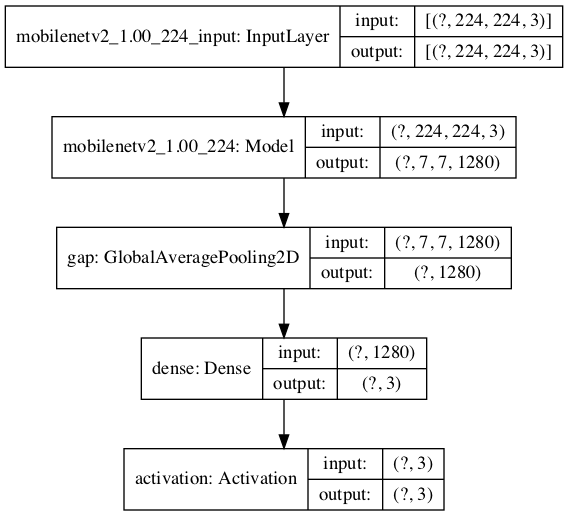 mobilenetv2_1.00_224_input: InputLayer
input: [(?, 224, 224, 3)]
output: [(?, 224, 224, 3)]
mobilenetv2_1.00_224: Model
input: (?, 224, 224, 3)
output: (?, 7, 7, 1280)
gap: GlobalAveragePooling2D
input: (?, 7, 7, 1280)
output: (?, 1280)
dense: Dense
input: (?, 1280)
output: (?, 3)
activation: Activation
input: (?, 3)
output: (?, 3)